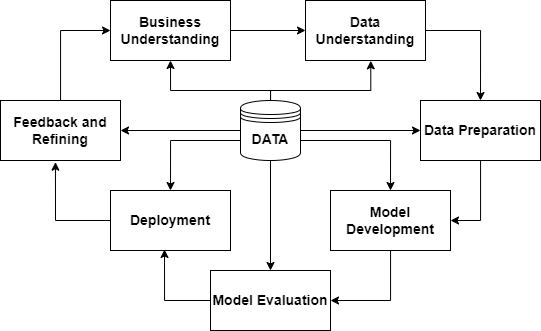 Business
Understanding
Data
Understanding
Feedback and
Refining
DATA
Data Preparation
Deployment
Model
Development
Model Evaluation